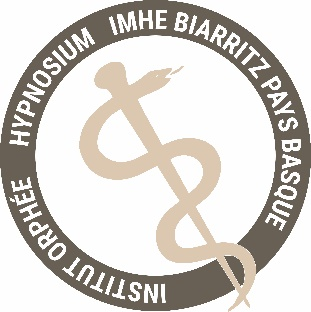 HYPNOSIUM IMHE BIARRITZ PAYS BASQUE
INSTITUT ORPHÉE